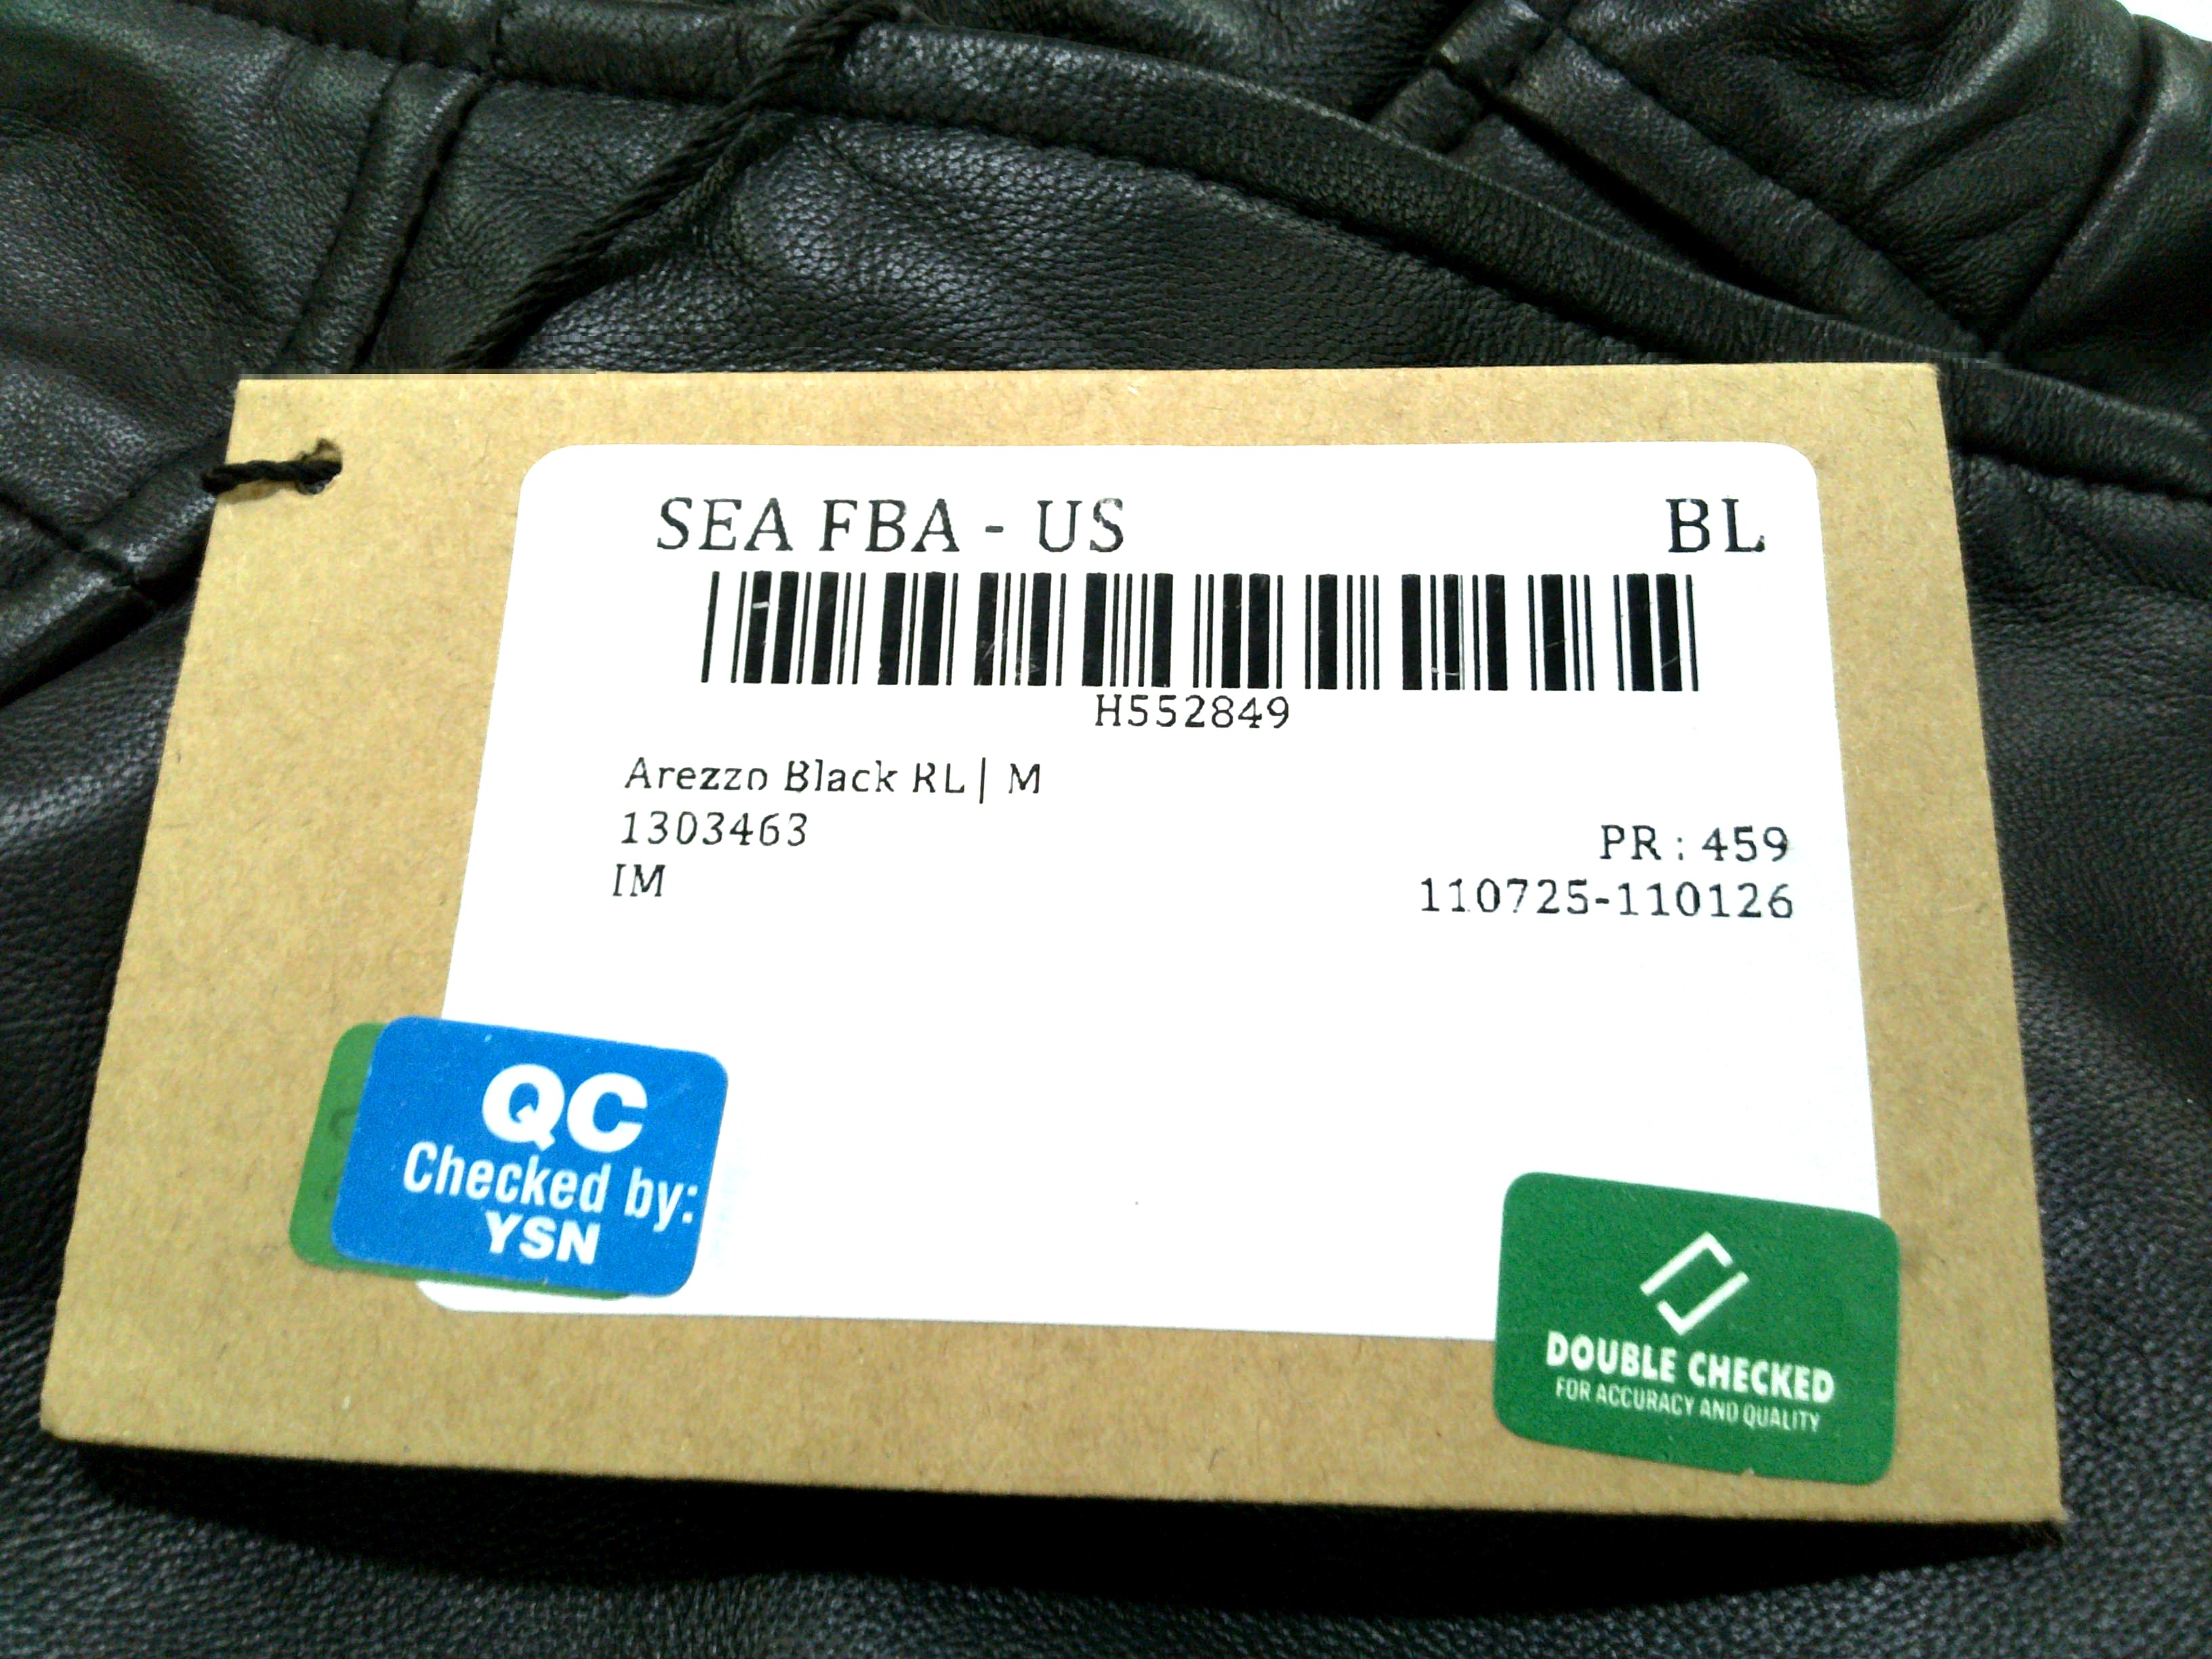 SEA FBA - US BL
H552849
Arezzo Black RL| M
1303463
PR : 459
IM
110725-110126
QC
Checked by:
YSN
DOUBLE CHECKED
FOR ACCURACY AND QUALITY